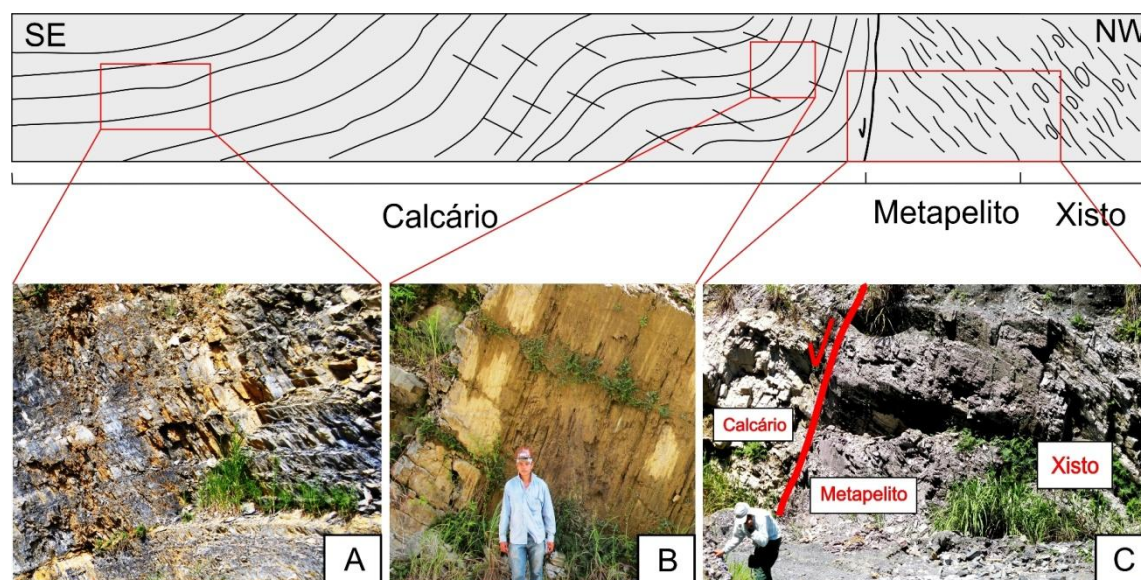 SE
NW
Calcário
Metapelito
Xisto
A
B
Calcário
Metapelito
Xisto
C